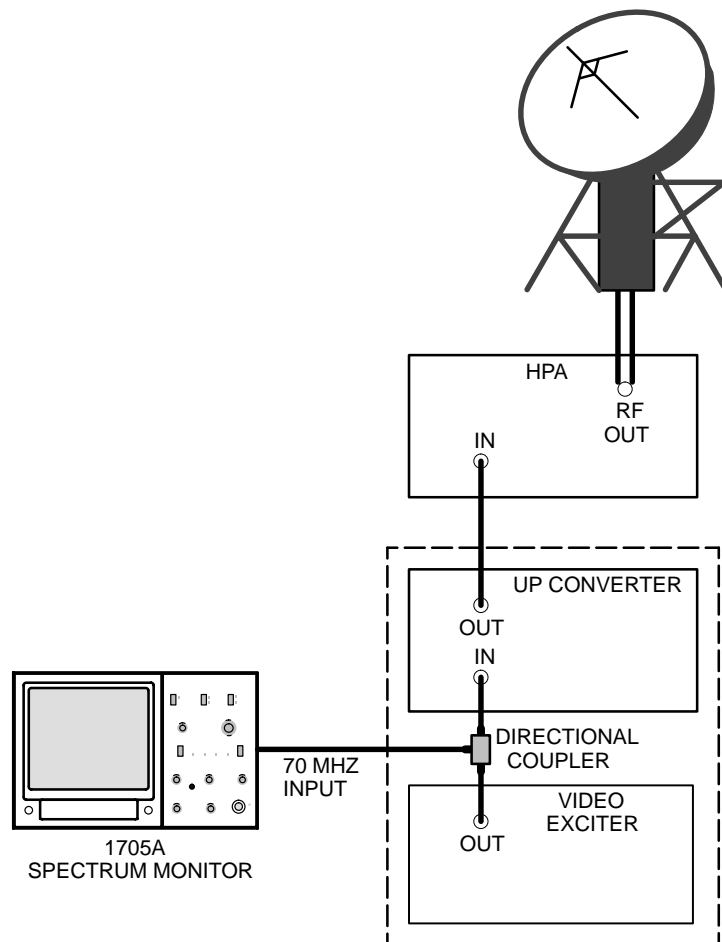 HPA
RF
OUT
IN
UP CONVERTER
OUT
IN
DIRECTIONAL
COUPLER
70 MHZ
INPUT
VIDEO
EXCITER
OUT
1705A
SPECTRUM MONITOR